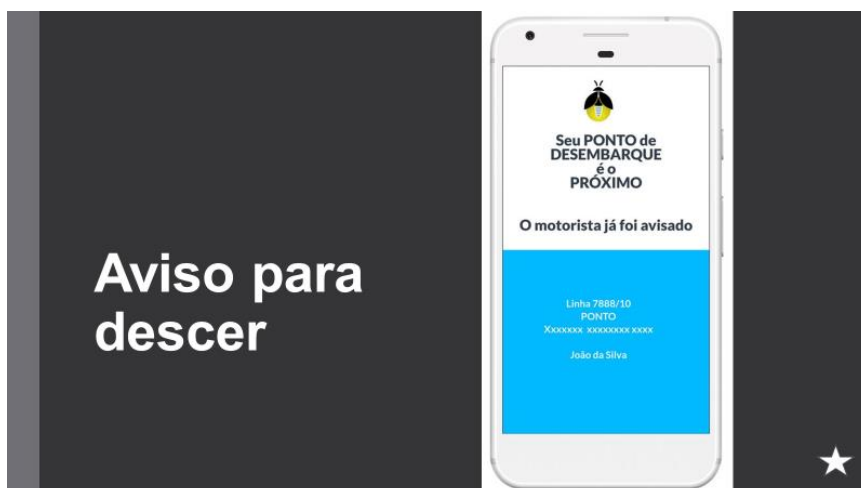 Aviso para
descer
Seu PONTO de
DESEMBARQUE
é o
PRÓXIMO
O motorista já foi avisado
Linha 7888/10
PONTO
Xxxxxxx xxxxxxxx xxxx
João da Silva